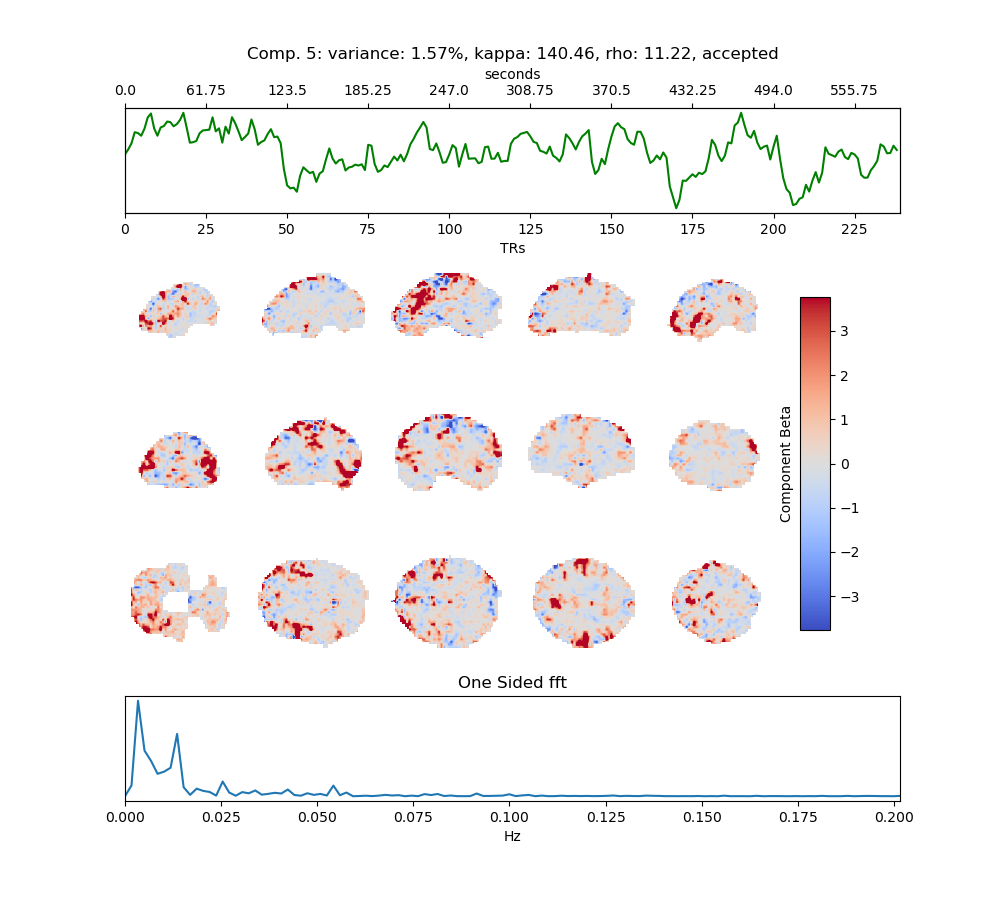 Comp. 5: variance: 1.57%, kappa: 140.46, rho: 11.22, accepted
seconds
0.0 61.75 123.5 185.25 247.0 308.75 370.5 432.25 494.0 555.75
0 25 50 75 100 125 150 175 200 225
TRs
3
2
1
0
−1
−2
−3
Component Beta
One Sided fft
0.000 0.025 0.050 0.075 0.100 0.125 0.150 0.175 0.200
Hz